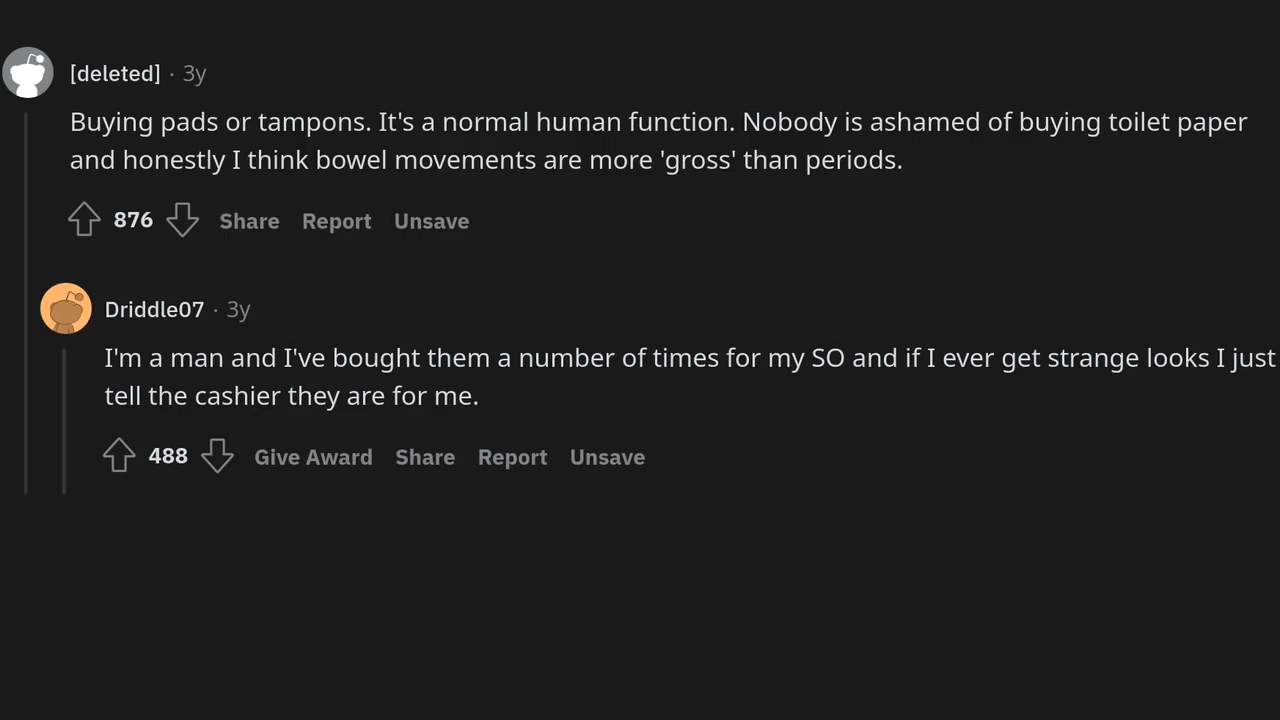 [deleted] · 3y
Buying pads or tampons. It's a normal human function. Nobody is ashamed of buying toilet paper
and honestly I think bowel movements are more 'gross' than periods.
876 Share Report Unsave
Driddle07 · 3y
I'm a man and I've bought them a number of times for my SO and if I ever get strange looks I just
tell the cashier they are for me.
488 Give Award Share Report Unsave